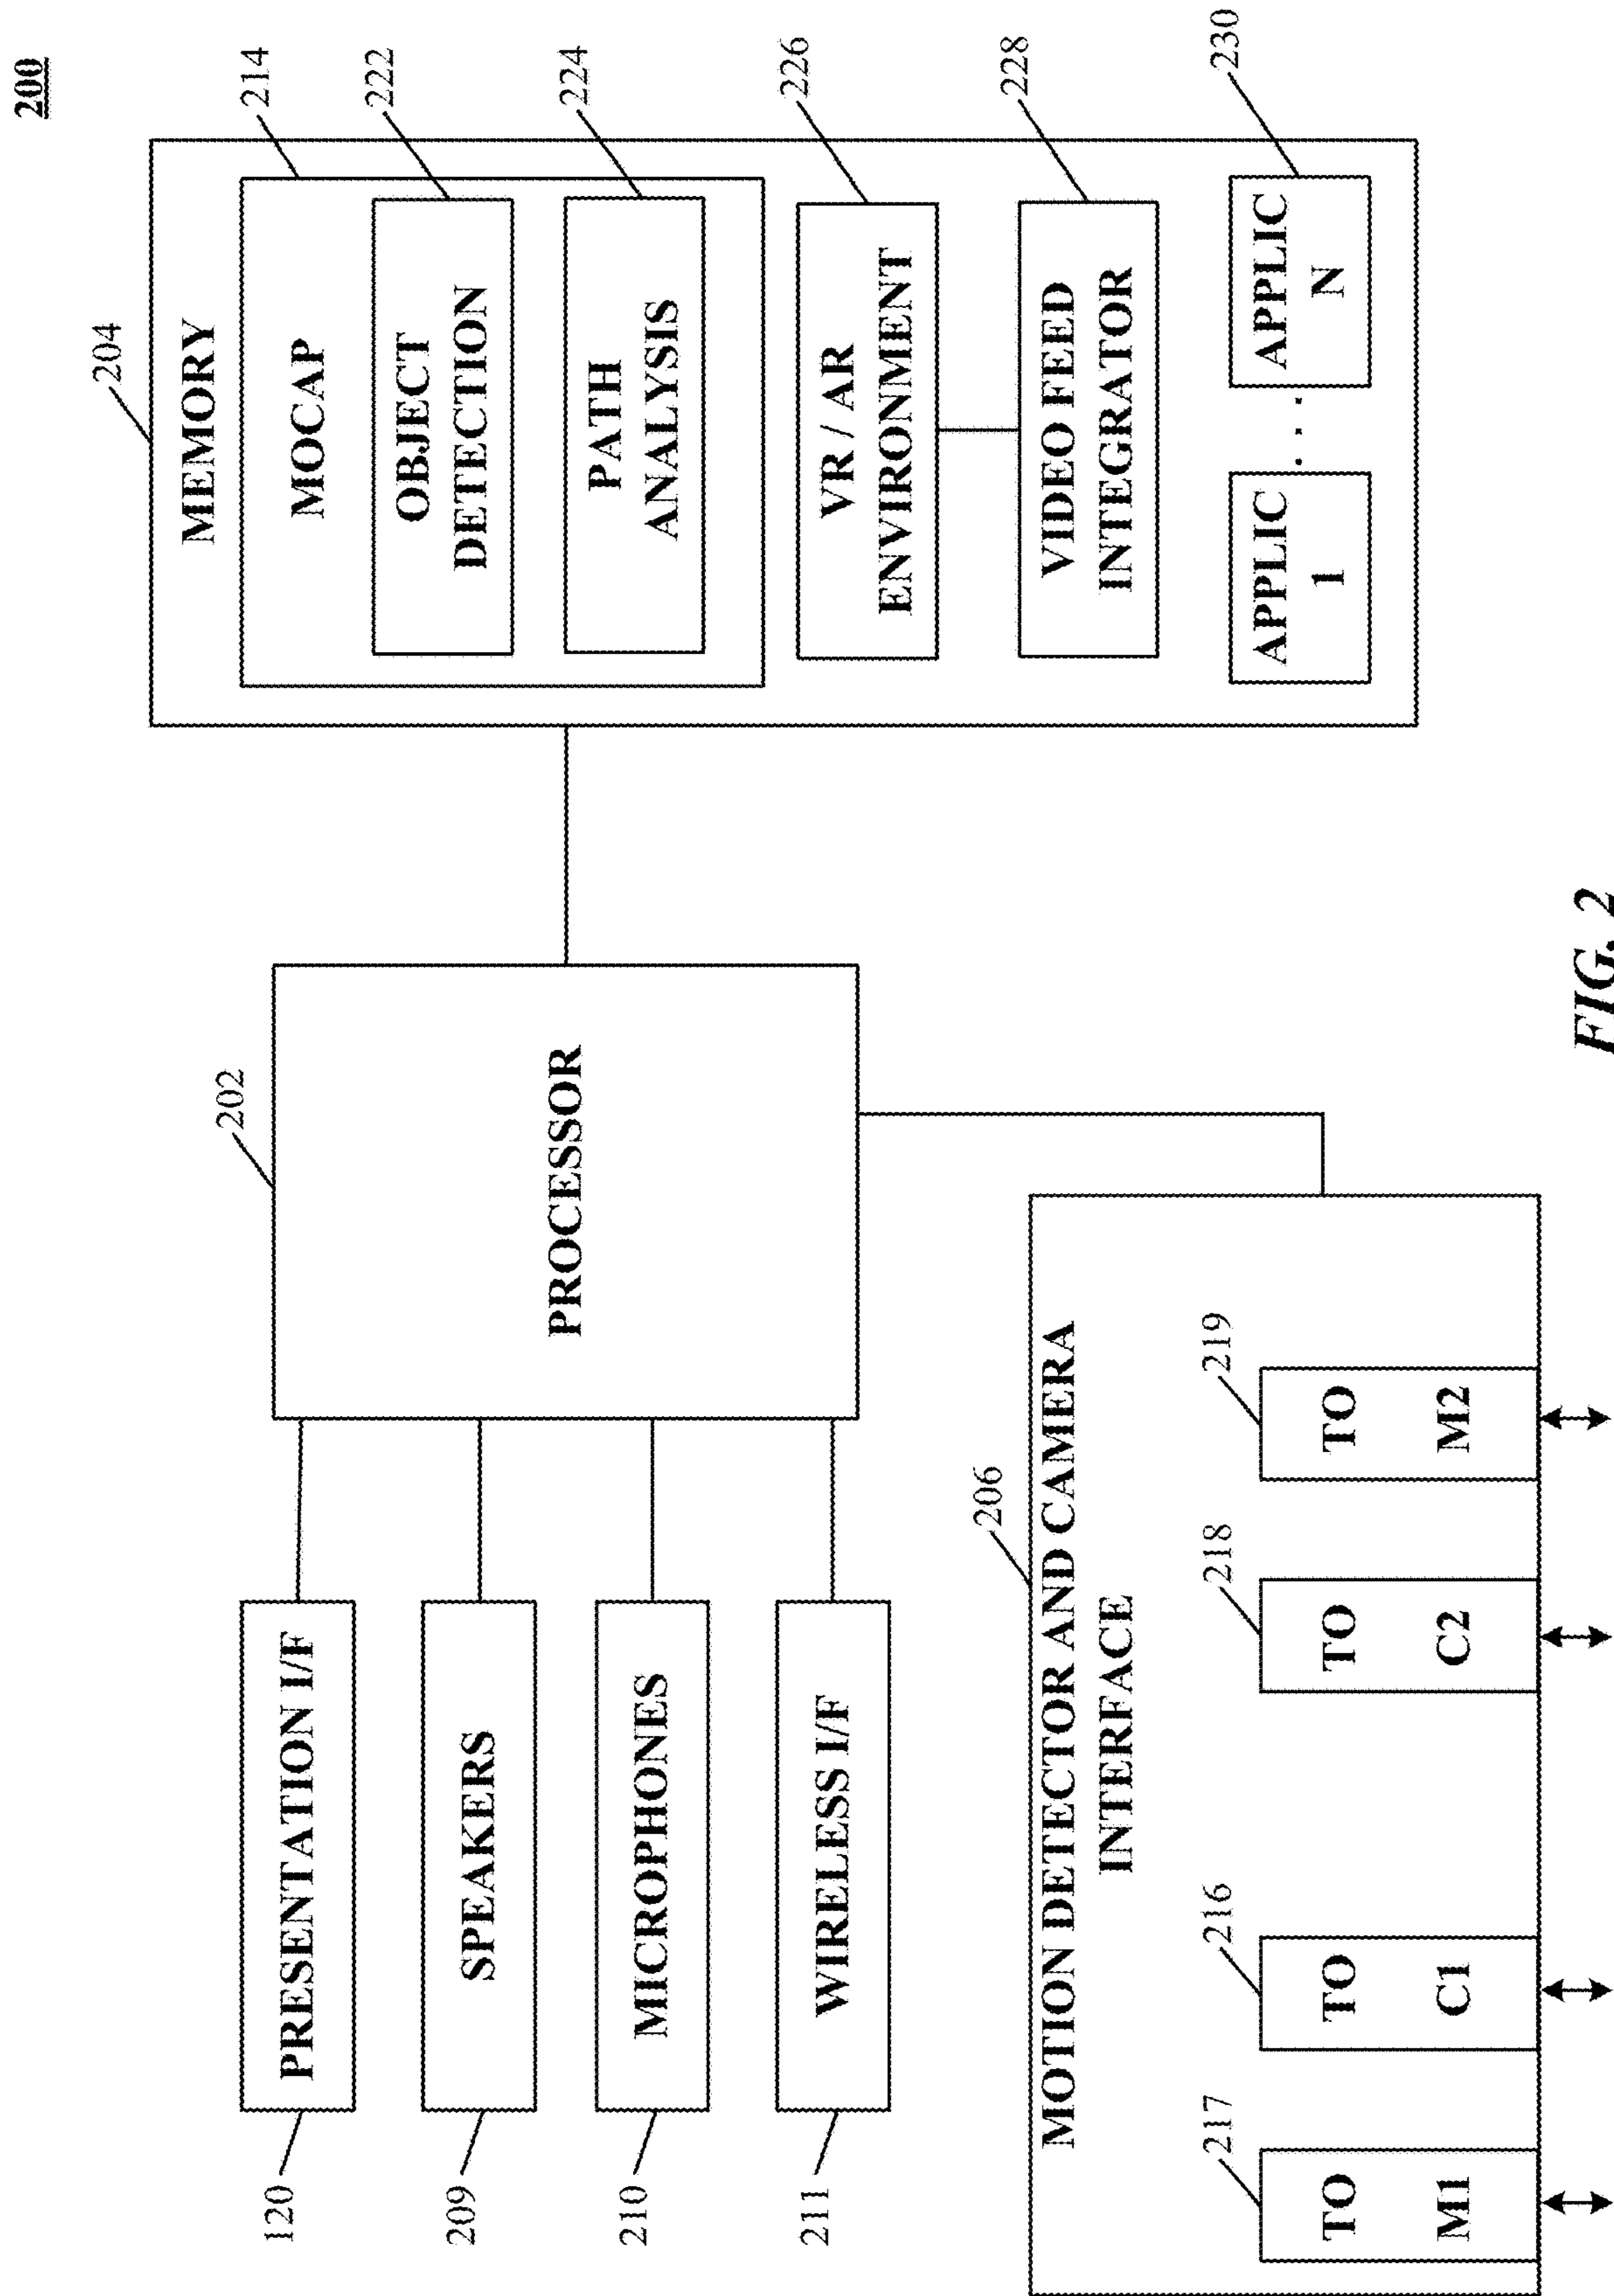 200
204
MEMORY
214
MOCAP
222
OBJECT
DETECTION
224
PATH
ANALYSIS
226
VR / AR
ENVIRONMENT
228
VIDEO FEED
INTEGRATOR
230
APPLIC
1
. . .
APPLIC
N
202
PROCESSOR
120
PRESENTATION I/F
209
SPEAKERS
210
MICROPHONES
211
WIRELESS I/F
206
MOTION DETECTOR AND CAMERA
INTERFACE
217
TO
M1
216
TO
C1
218
TO
C2
219
TO
M2
FIG. 2